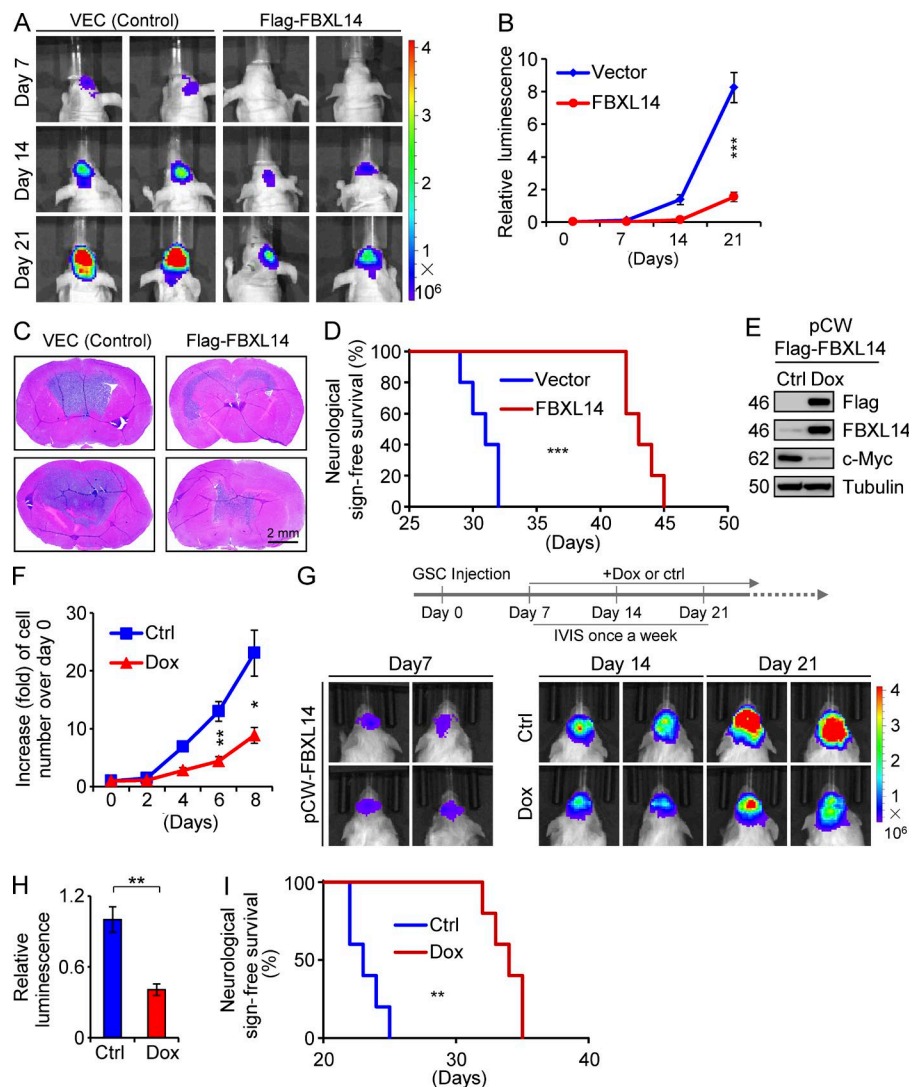 A
VEC (Control) Flag-FBXL14
Day 7
Day 14
Day 21
4
3
2
1
×
10⁶
B
Relative luminescence
10
8
6
4
2
0
Vector
FBXL14
***
0 7 14 21
(Days)
C
VEC (Control) Flag-FBXL14
2 mm
D
Neurological
sign-free survival (%)
100
80
60
40
20
0
Vector
FBXL14
***
25 30 35 40 45 50
(Days)
E
pCW
Flag-FBXL14
Ctrl Dox
46 Flag
46 FBXL14
62 c-Myc
50 Tubulin
F
Increase (fold) of cell
number over day 0
30
20
10
0
Ctrl
Dox
**
*
0 2 4 6 8
(Days)
G
GSC Injection +Dox or ctrl
Day 0 Day 7 Day 14 Day 21
IVIS once a week
Day7 Day 14 Day 21
pCW-FBXL14
Ctrl
Dox
4
3
2
1
×
10⁶
H
Relative
luminescence
1.2
0.6
0
**
Ctrl Dox
I
Neurological
sign-free survival
(%)
100
50
0
Ctrl
Dox
**
20 30 40
(Days)